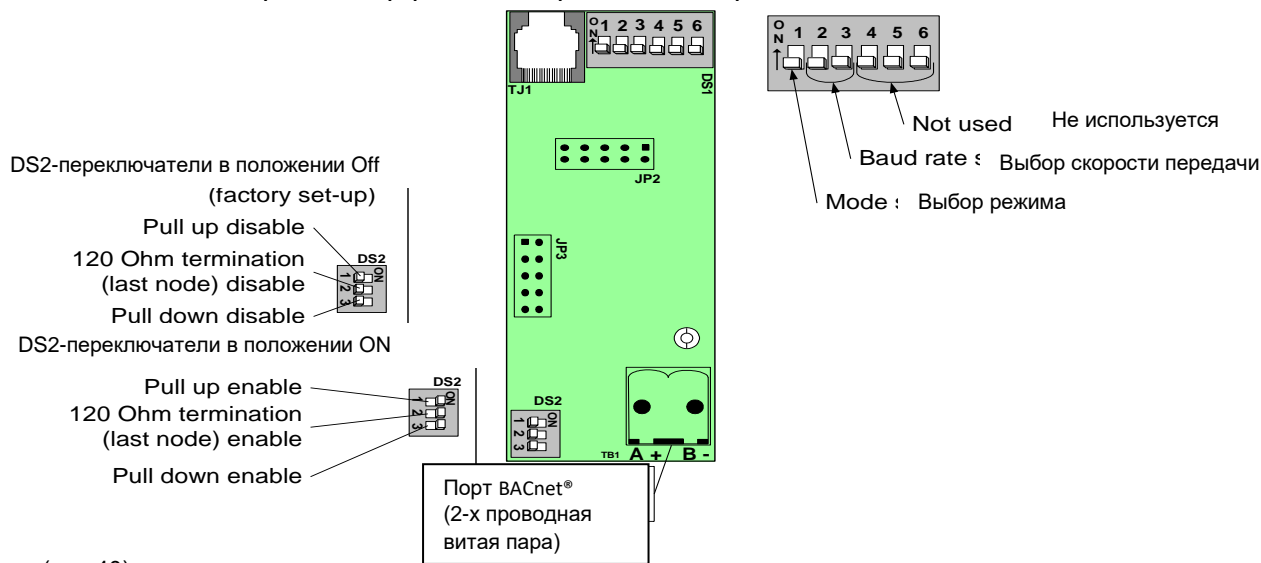 ON 1 2 3 4 5 6
DS1
TJ1
JP2
JP3
ON 1 2 3 4 5 6
Not used Не используется
Baud rate s Выбор скорости передачи
Mode s Выбор режима
DS2-переключатели в положении Off
(factory set-up)
Pull up disable
120 Ohm termination
(last node) disable
Pull down disable
DS2
ON
1
2
3
DS2-переключатели в положении ON
Pull up enable
120 Ohm termination
(last node) enable
Pull down enable
DS2
ON
1
2
3
DS2
ON
1
2
3
TB1 A + B -
Порт BACnet®
(2-х проводная
витая пара)